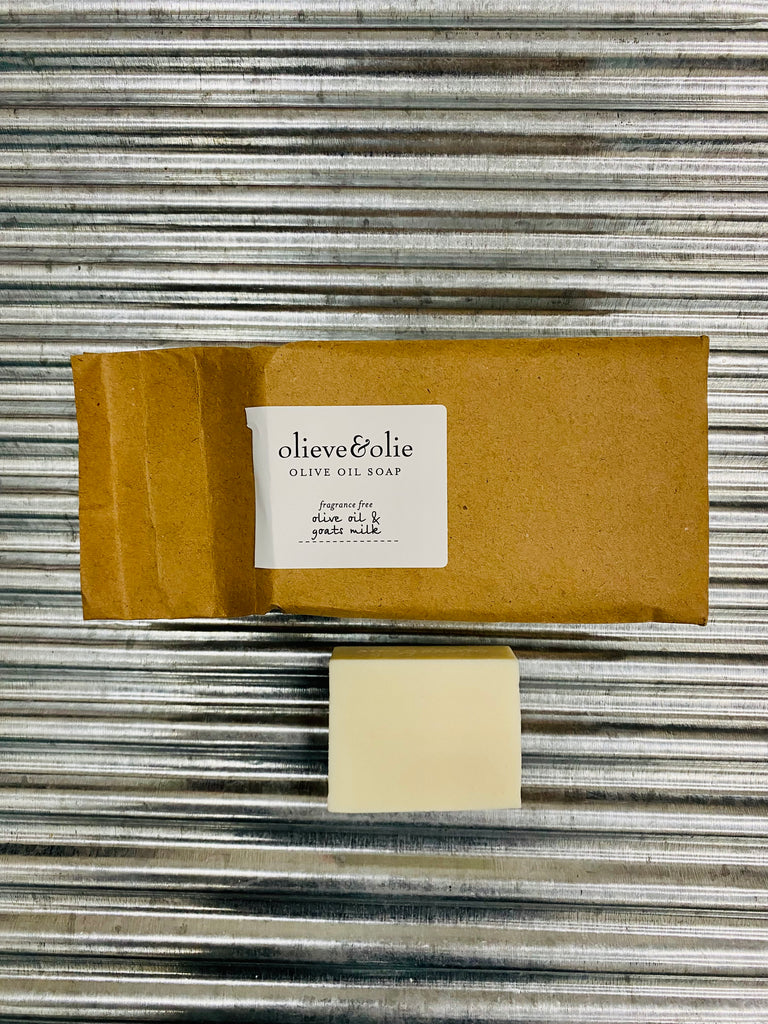 olieve&olie
OLIVE OIL SOAP
fragrance free
olive oil &
goats milk